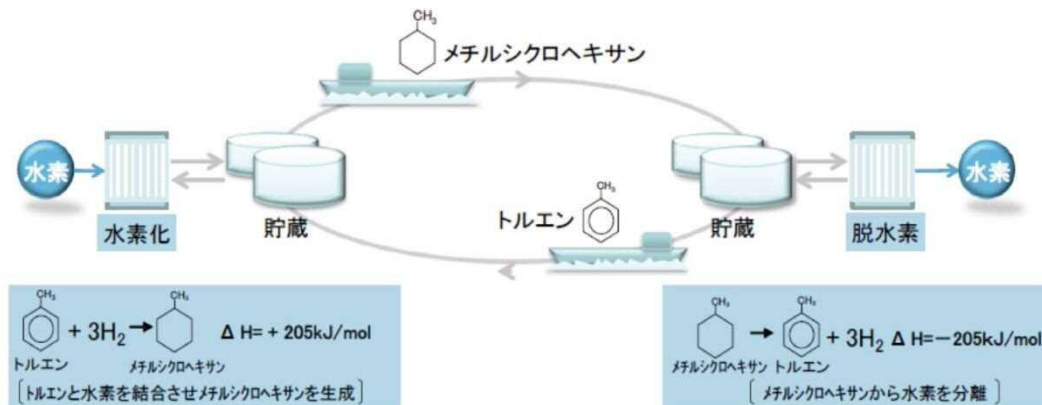 CH₃
メチルシクロヘキサン
水素
水素化
貯蔵
CH₃
トルエン
貯蔵
脱水素
水素
CH₃
+ 3H₂
CH₃
Δ H= + 205kJ/mol
トルエン
メチルシクロヘキサン
[トルエンと水素を結合させメチルシクロヘキサンを生成]
CH₃
CH₃
+ 3H₂ Δ H=−205kJ/mol
メチルシクロヘキサン トルエン
[メチルシクロヘキサンから水素を分離]